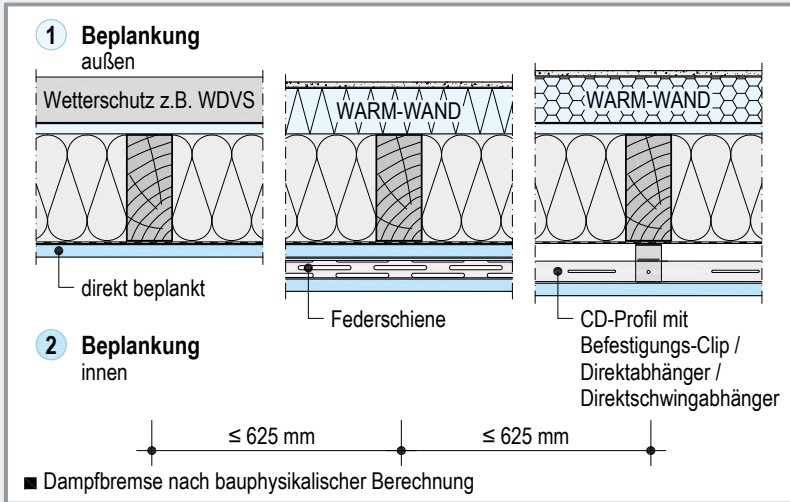 1 Beplankung
außen
Wetterschutz z.B. WDVS
WARM-WAND
WARM-WAND
direkt beplankt
Federschiene
CD-Profil mit
Befestigungs-Clip /
Direktabhänger /
Direktschwingabhänger
2 Beplankung
innen
≤ 625 mm
≤ 625 mm
■ Dampfbremse nach bauphysikalischer Berechnung